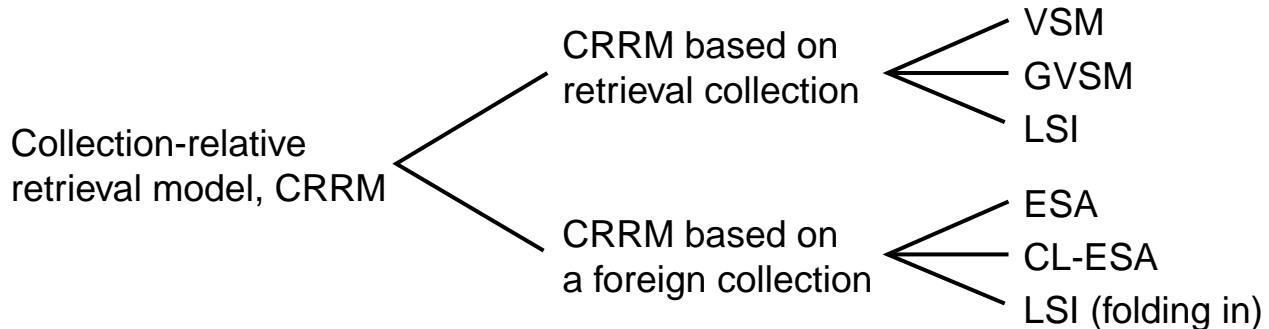 Collection-relative
retrieval model, CRRM
CRRM based on
retrieval collection
VSM
GVSM
LSI
CRRM based on
a foreign collection
ESA
CL-ESA
LSI (folding in)